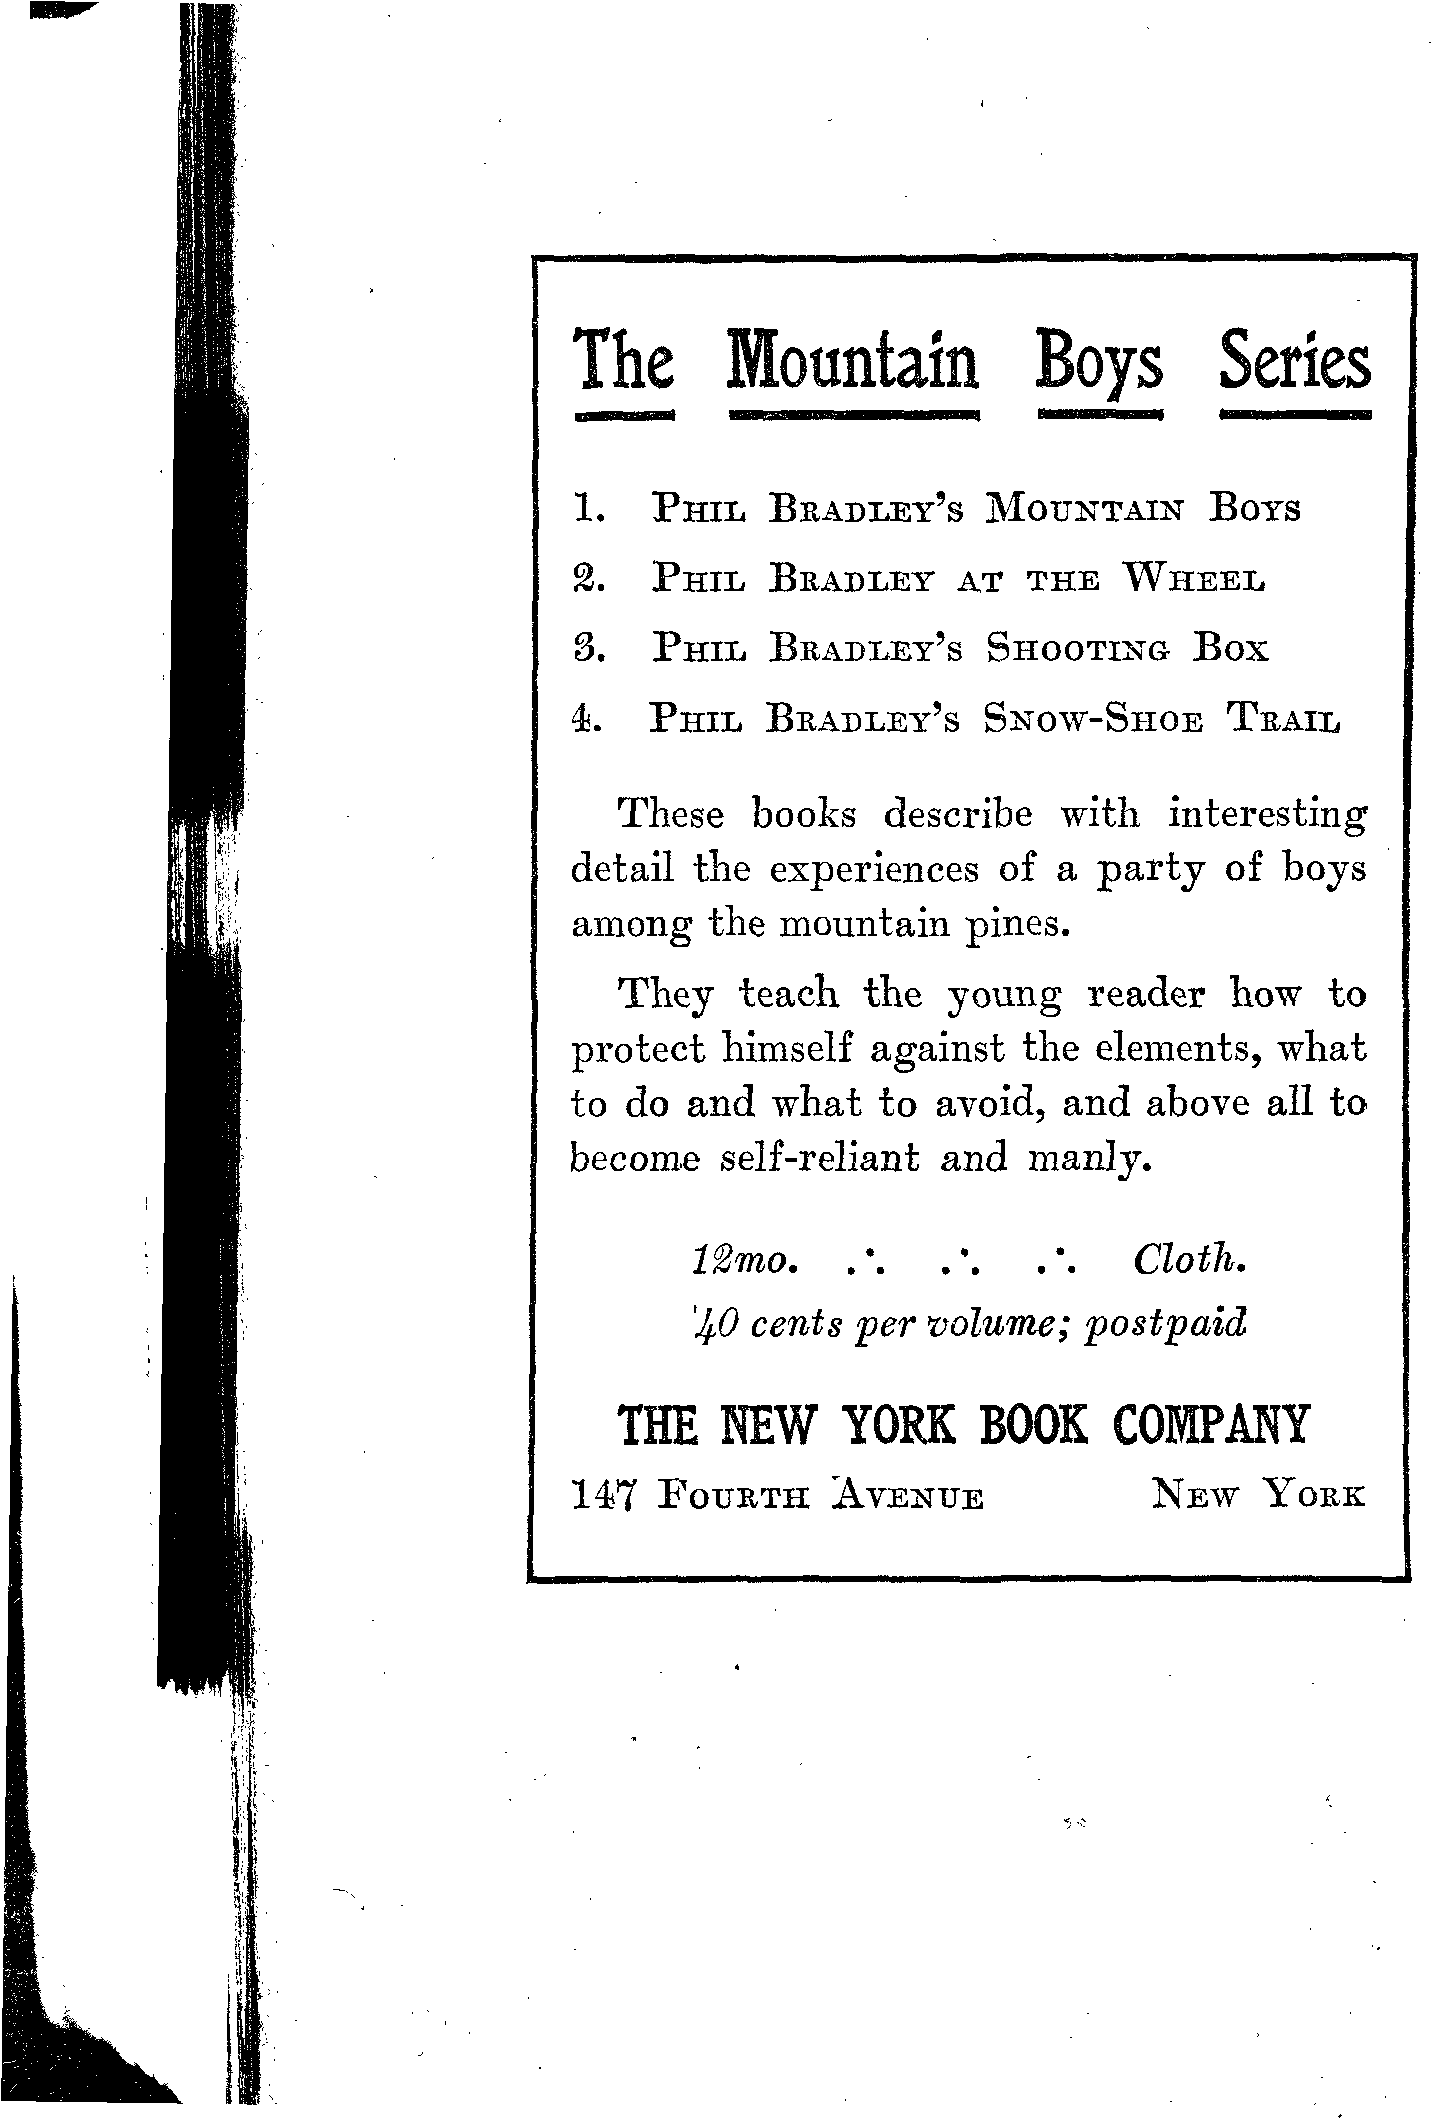 The Mountain Boys Series
1. Phil Bradley's Mountain Boys
2. Phil Bradley at the Wheel
3. Phil Bradley's Shooting Box
4. Phil Bradley's Snow-Shoe Trail
These books describe with interesting
detail the experiences of a party of boys
among the mountain pines.
They teach the young reader how to
protect himself against the elements, what
to do and what to avoid, and above all to
become self-reliant and manly.
12mo. ∴ ∴ ∴ Cloth.
40 cents per volume; postpaid
THE NEW YORK BOOK COMPANY
147 Fourth Avenue New York